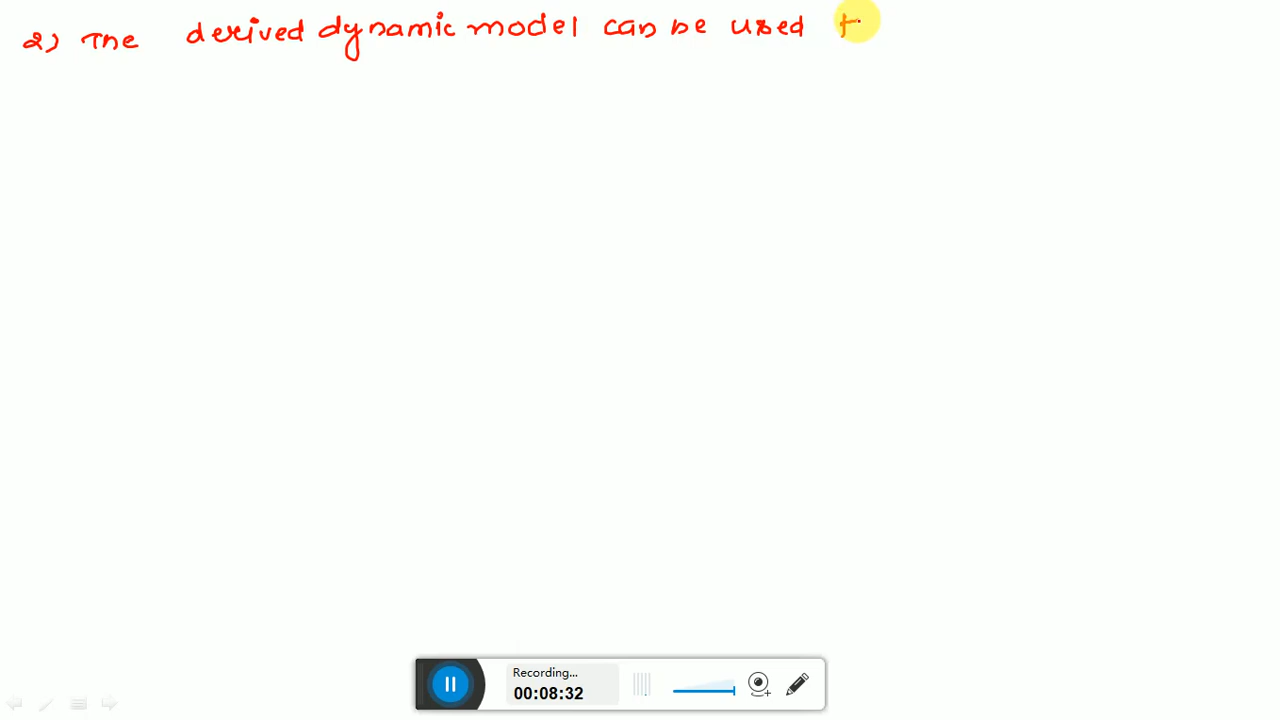 2) The derived dynamic model can be used
Recording...
00:08:32